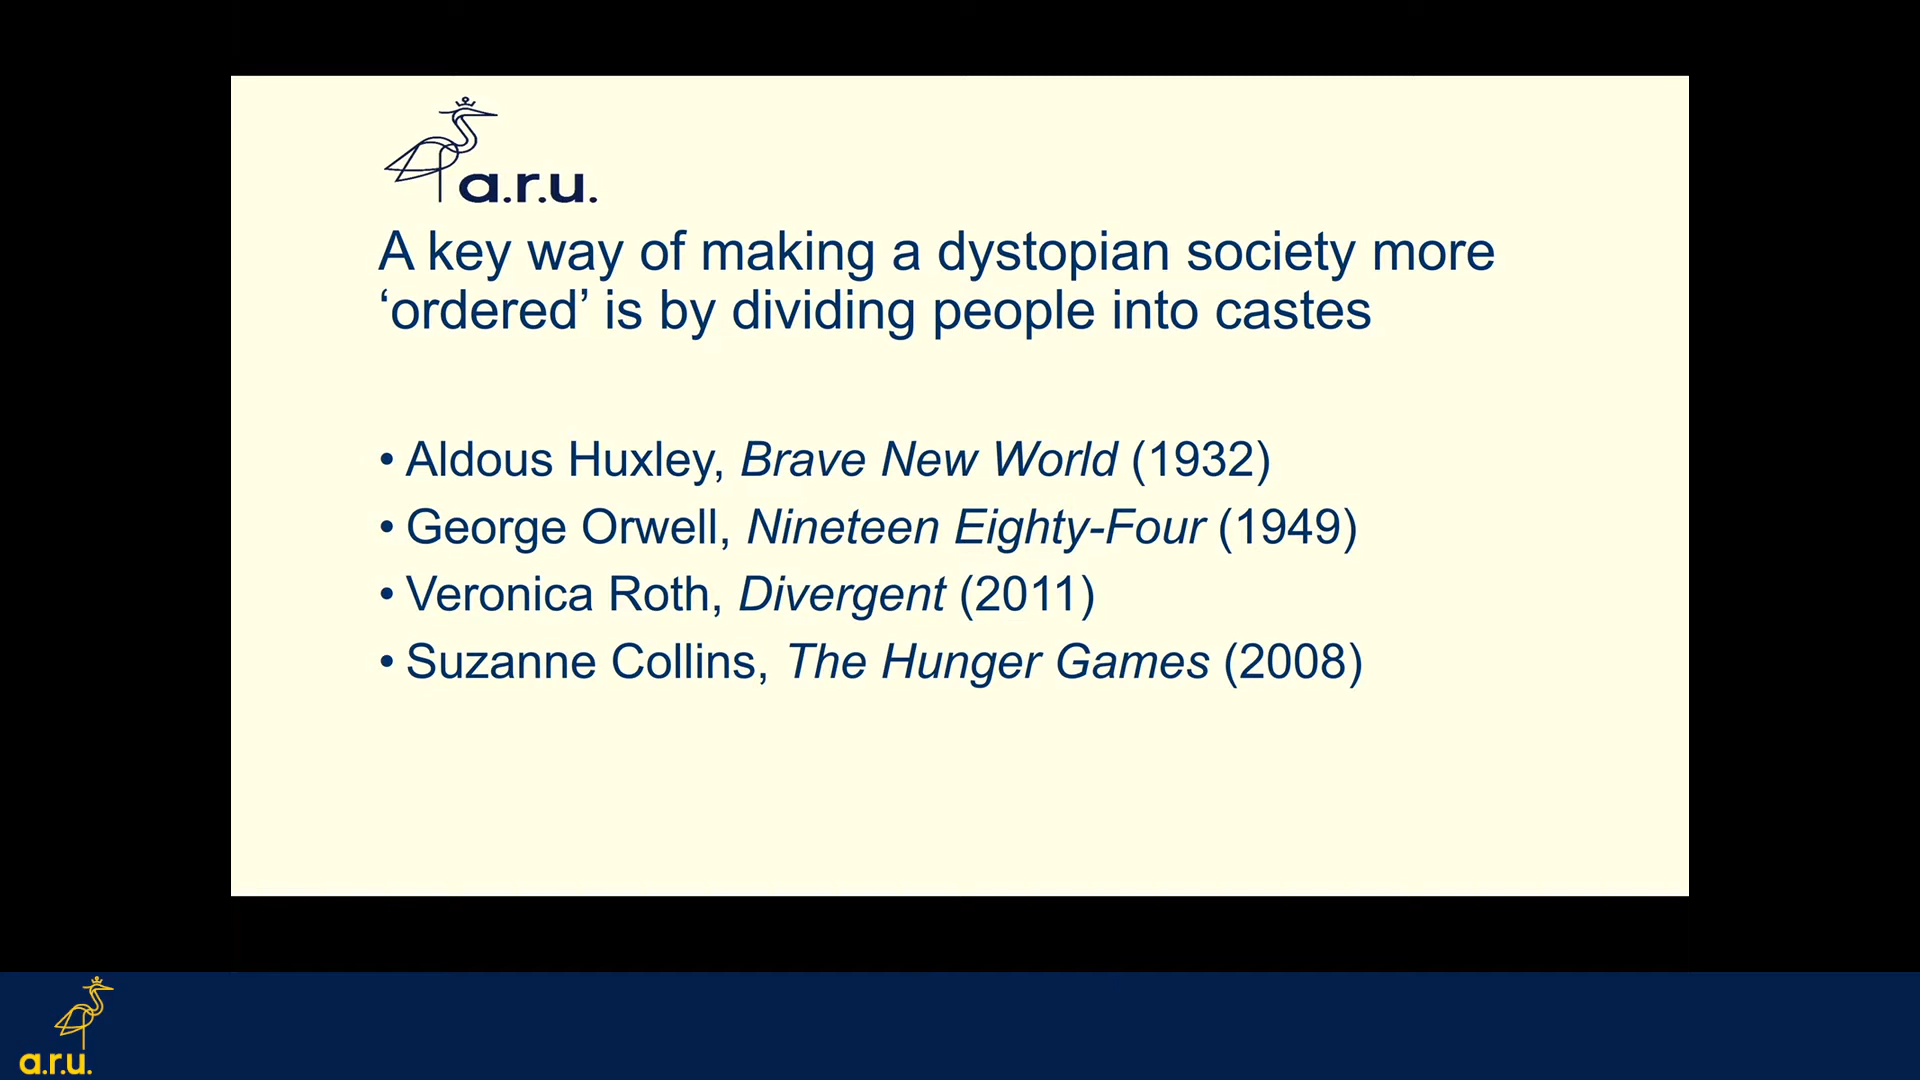 a.r.u.
A key way of making a dystopian society more
‘ordered’ is by dividing people into castes
• Aldous Huxley, Brave New World (1932)
• George Orwell, Nineteen Eighty-Four (1949)
• Veronica Roth, Divergent (2011)
• Suzanne Collins, The Hunger Games (2008)
a.r.u.